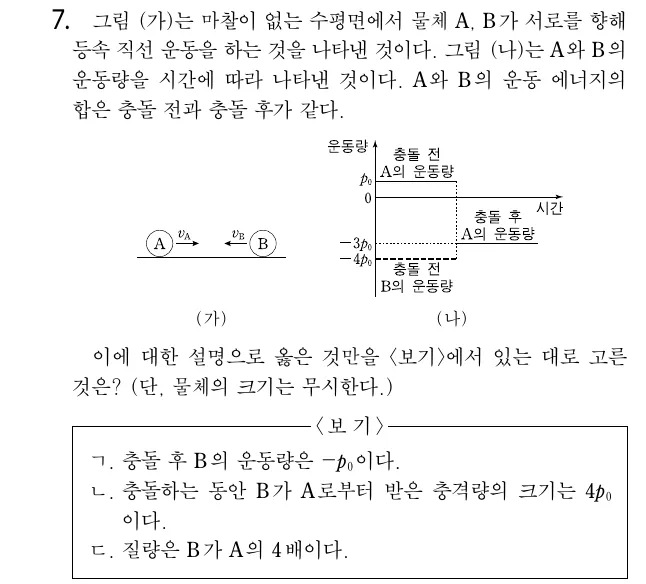 7. 그림 (가)는 마찰이 없는 수평면에서 물체 A, B가 서로를 향해
등속 직선 운동을 하는 것을 나타낸 것이다. 그림 (나)는 A와 B의
운동량을 시간에 따라 나타낸 것이다. A와 B의 운동 에너지의
합은 충돌 전과 충돌 후가 같다.
A
vA
vB
B
(가)
운동량
충돌 전
A의 운동량
p₀
0
시간
충돌 후
A의 운동량
−3p₀
−4p₀
충돌 전
B의 운동량
(나)
이에 대한 설명으로 옳은 것만을 〈보기〉에서 있는 대로 고른
것은? (단, 물체의 크기는 무시한다.)
〈보 기〉
ㄱ. 충돌 후 B의 운동량은 −p₀이다.
ㄴ. 충돌하는 동안 B가 A로부터 받은 충격량의 크기는 4p₀
이다.
ㄷ. 질량은 B가 A의 4배이다.